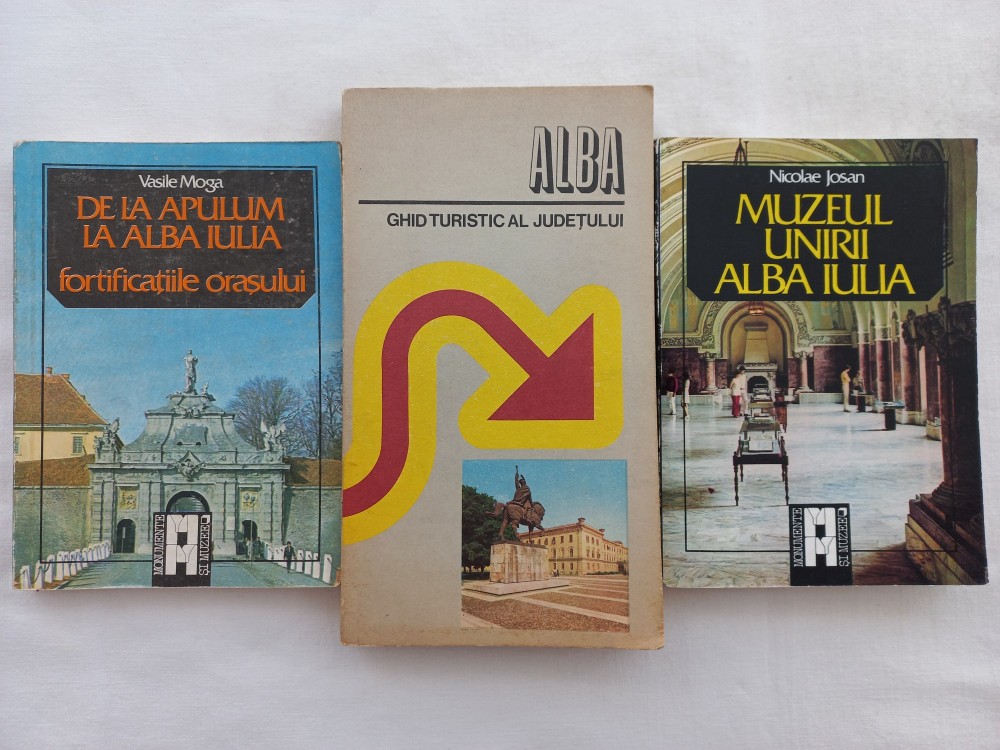 Vasile Moga
DE LA APULUM
LA ALBA IULIA
fortificațiile orașului
MONUMENTE
ȘI MUZEE
ALBA
GHID TURISTIC AL JUDEȚULUI
Nicolae Josan
MUZEUL
UNIRII
ALBA IULIA
MONUMENTE
ȘI MUZEE